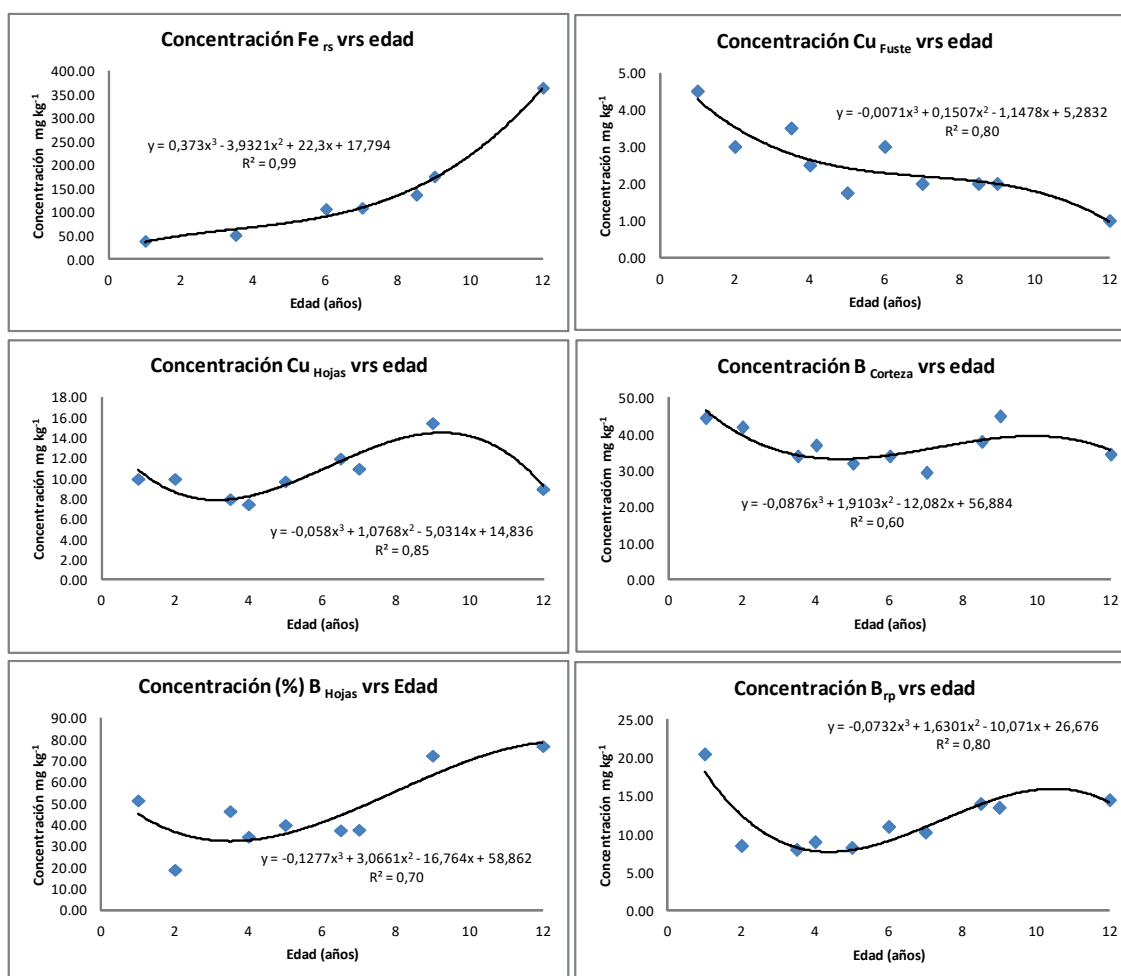 Concentración Fe rs vrs edad
Concentración mg kg-1
400.00
350.00
300.00
250.00
200.00
150.00
100.00
50.00
0.00
y = 0,373x3 - 3,9321x2 + 22,3x + 17,794
R² = 0,99
0 2 4 6 8 10 12
Edad (años)
Concentración Cu Fuste vrs edad
Concentración mg kg-1
5.00
4.00
3.00
2.00
1.00
0.00
y = -0,0071x3 + 0,1507x2 - 1,1478x + 5,2832
R² = 0,80
0 2 4 6 8 10 12
Edad (años)
Concentración Cu Hojas vrs edad
Concentración mg kg-1
18.00
16.00
14.00
12.00
10.00
8.00
6.00
4.00
2.00
0.00
y = -0,058x3 + 1,0768x2 - 5,0314x + 14,836
R² = 0,85
0 2 4 6 8 10 12
Edad (años)
Concentración B Corteza vrs edad
Concentradóm mg kg-1
50.00
40.00
30.00
20.00
10.00
0.00
y = -0,0876x3 + 1,9103x2 - 12,082x + 56,884
R² = 0,60
0 2 4 6 8 10 12
Edad (años)
Concentración (%) B Hojas vrs Edad
Concentración mg kg-1
90.00
80.00
70.00
60.00
50.00
40.00
30.00
20.00
10.00
0.00
y = -0,1277x3 + 3,0661x2 - 16,764x + 58,862
R² = 0,70
0 2 4 6 8 10 12
Edad (años)
Concentración Brp vrs edad
Concentración mg kg-1
25.00
20.00
15.00
10.00
5.00
0.00
y = -0,0732x3 + 1,6301x2 - 10,071x + 26,676
R² = 0,80
0 2 4 6 8 10 12
Edad (años)